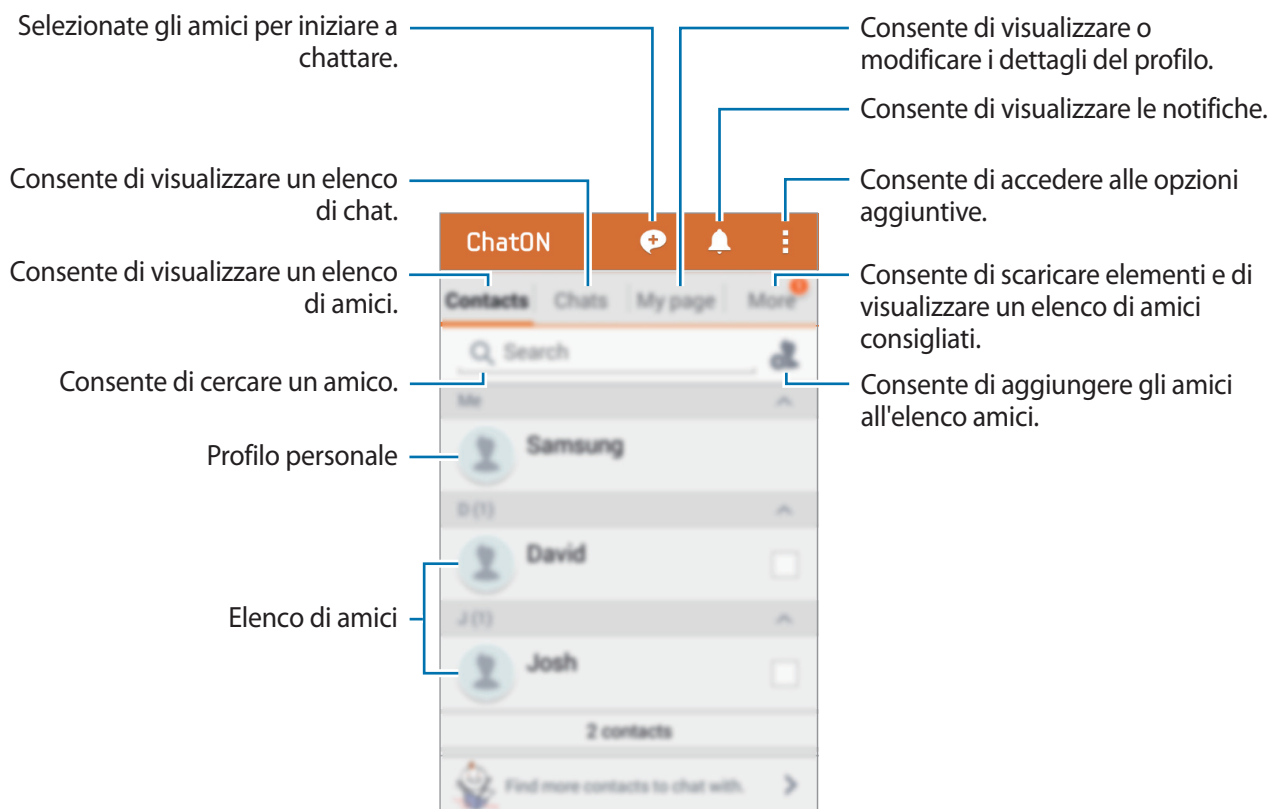 Selezionate gli amici per iniziare a
chattare.
Consente di visualizzare un elenco
di chat.
Consente di visualizzare un elenco
di amici.
Consente di cercare un amico.
Profilo personale
Elenco di amici
Consente di visualizzare o
modificare i dettagli del profilo.
Consente di visualizzare le notifiche.
Consente di accedere alle opzioni
aggiuntive.
Consente di scaricare elementi e di
visualizzare un elenco di amici
consigliati.
Consente di aggiungere gli amici
all'elenco amici.
ChatON
Contacts Chats My page More
Search
Me
Samsung
D (1)
David
J (1)
Josh
2 contacts
Find more contacts to chat with.